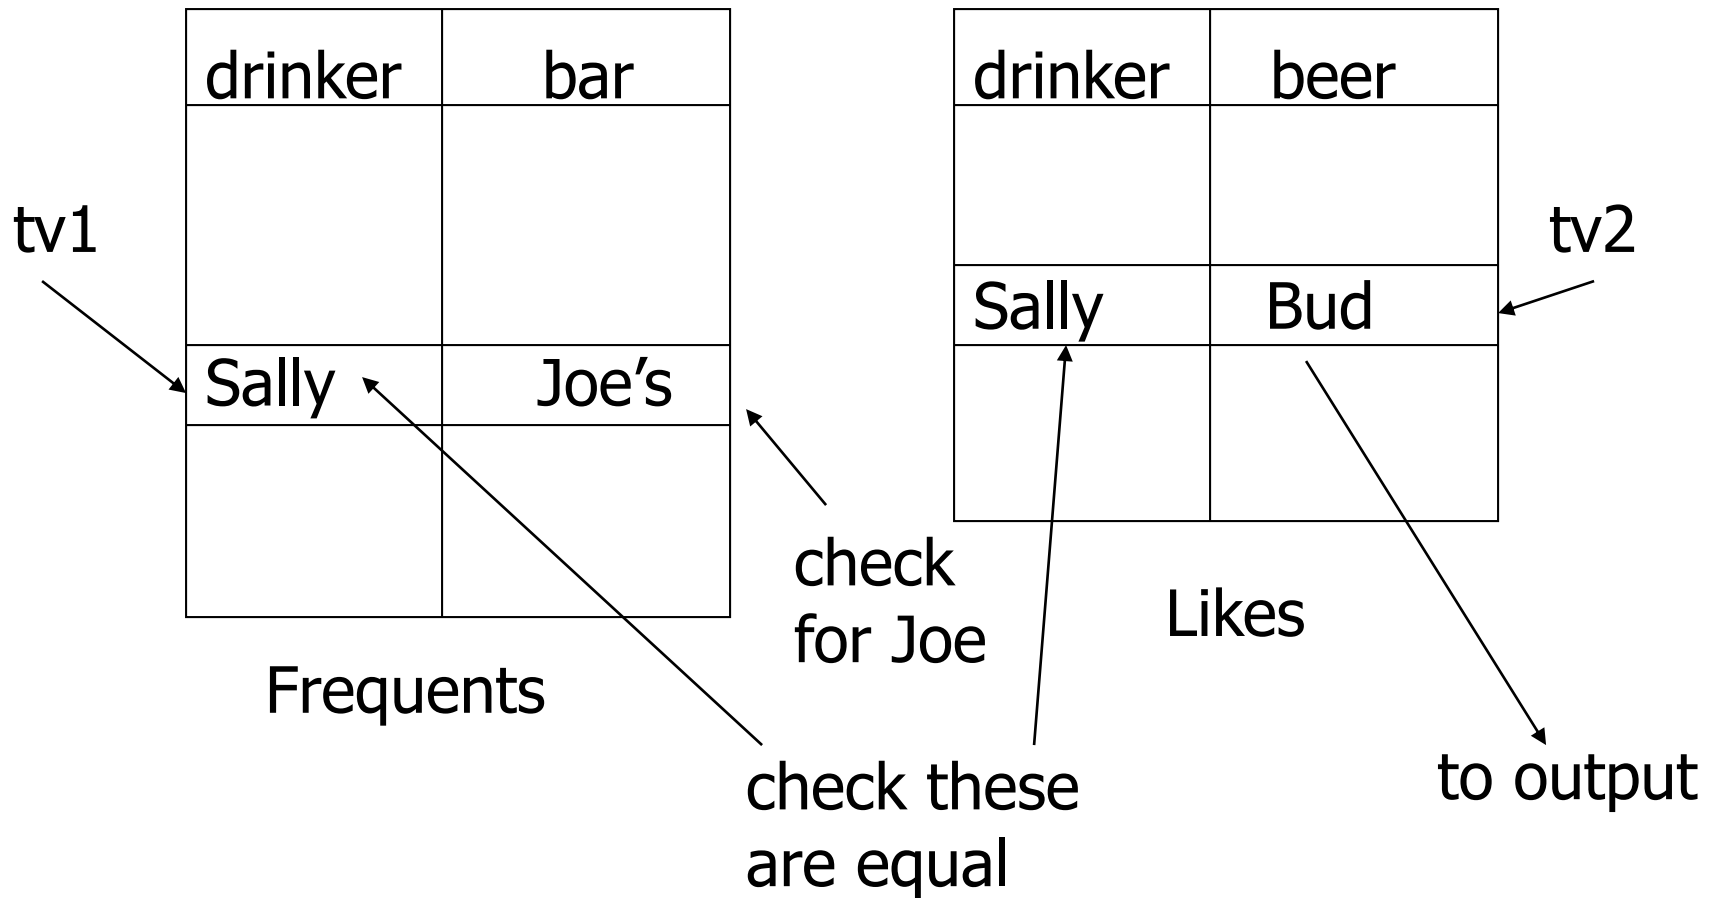 drinker bar
drinker beer
tv1
tv2
Sally Bud
Sally Joe’s
check
for Joe
Likes
Frequents
check these
are equal
to output